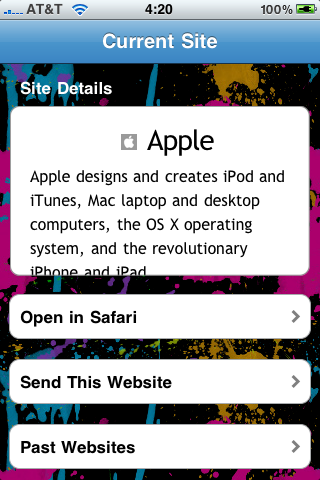 AT&T 4:20 100%
Current Site
Site Details
Apple
Apple designs and creates iPod and
iTunes, Mac laptop and desktop
computers, the OS X operating
system, and the revolutionary
iPhone and iPad
Open in Safari
Send This Website
Past Websites